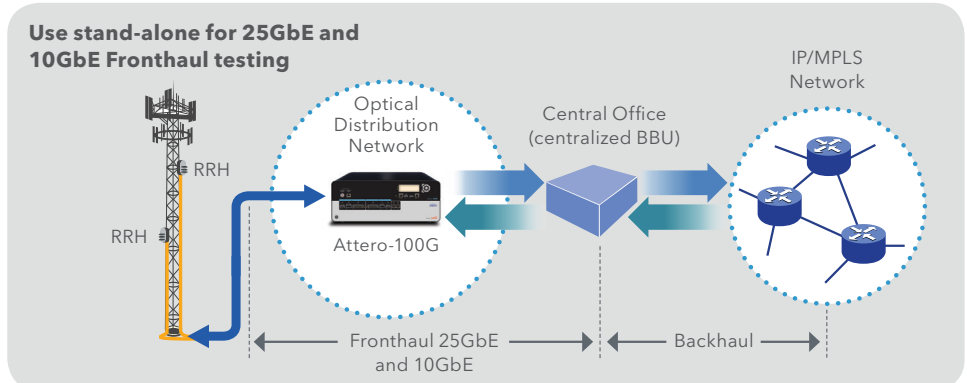 Use stand-alone for 25GbE and
10GbE Fronthaul testing
IP/MPLS
Network
Optical
Distribution
Network
Central Office
(centralized BBU)
RRH
RRH
Attero-100G
Fronthaul 25GbE
and 10GbE
Backhaul